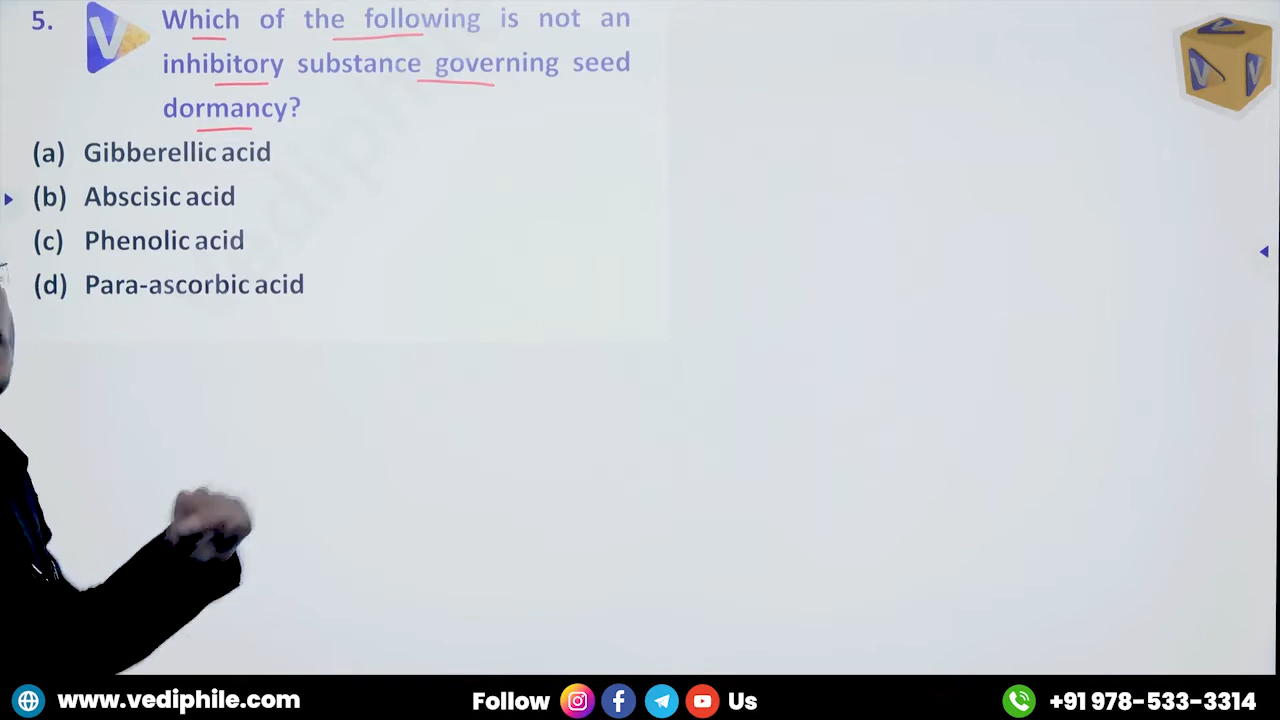 5. Which of the following is not an
inhibitory substance governing seed
dormancy?
(a) Gibberellic acid
(b) Abscisic acid
(c) Phenolic acid
(d) Para-ascorbic acid
www.vediphile.com Follow Us +91 978-533-3314